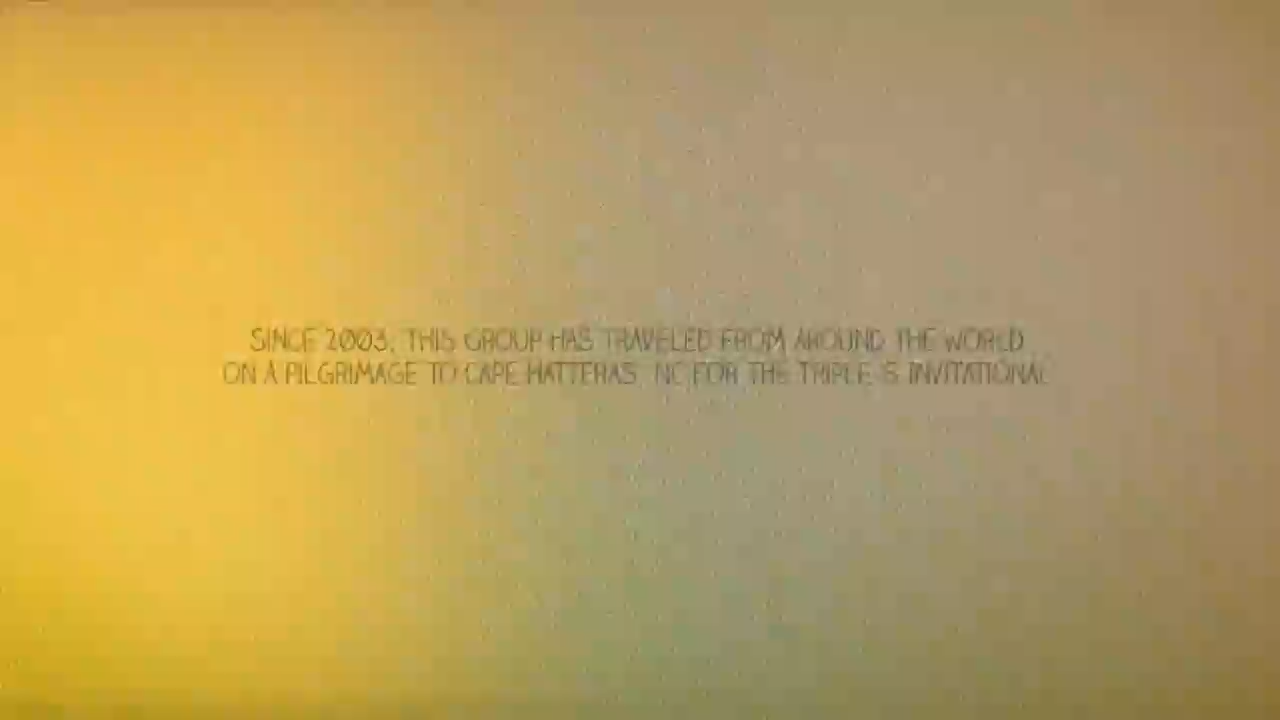 SINCE 2003, THIS GROUP HAS TRAVELED FROM AROUND THE WORLD
ON A PILGRIMAGE TO CAPE HATTERAS, NC FOR THE TRIPLE S INVITATIONAL